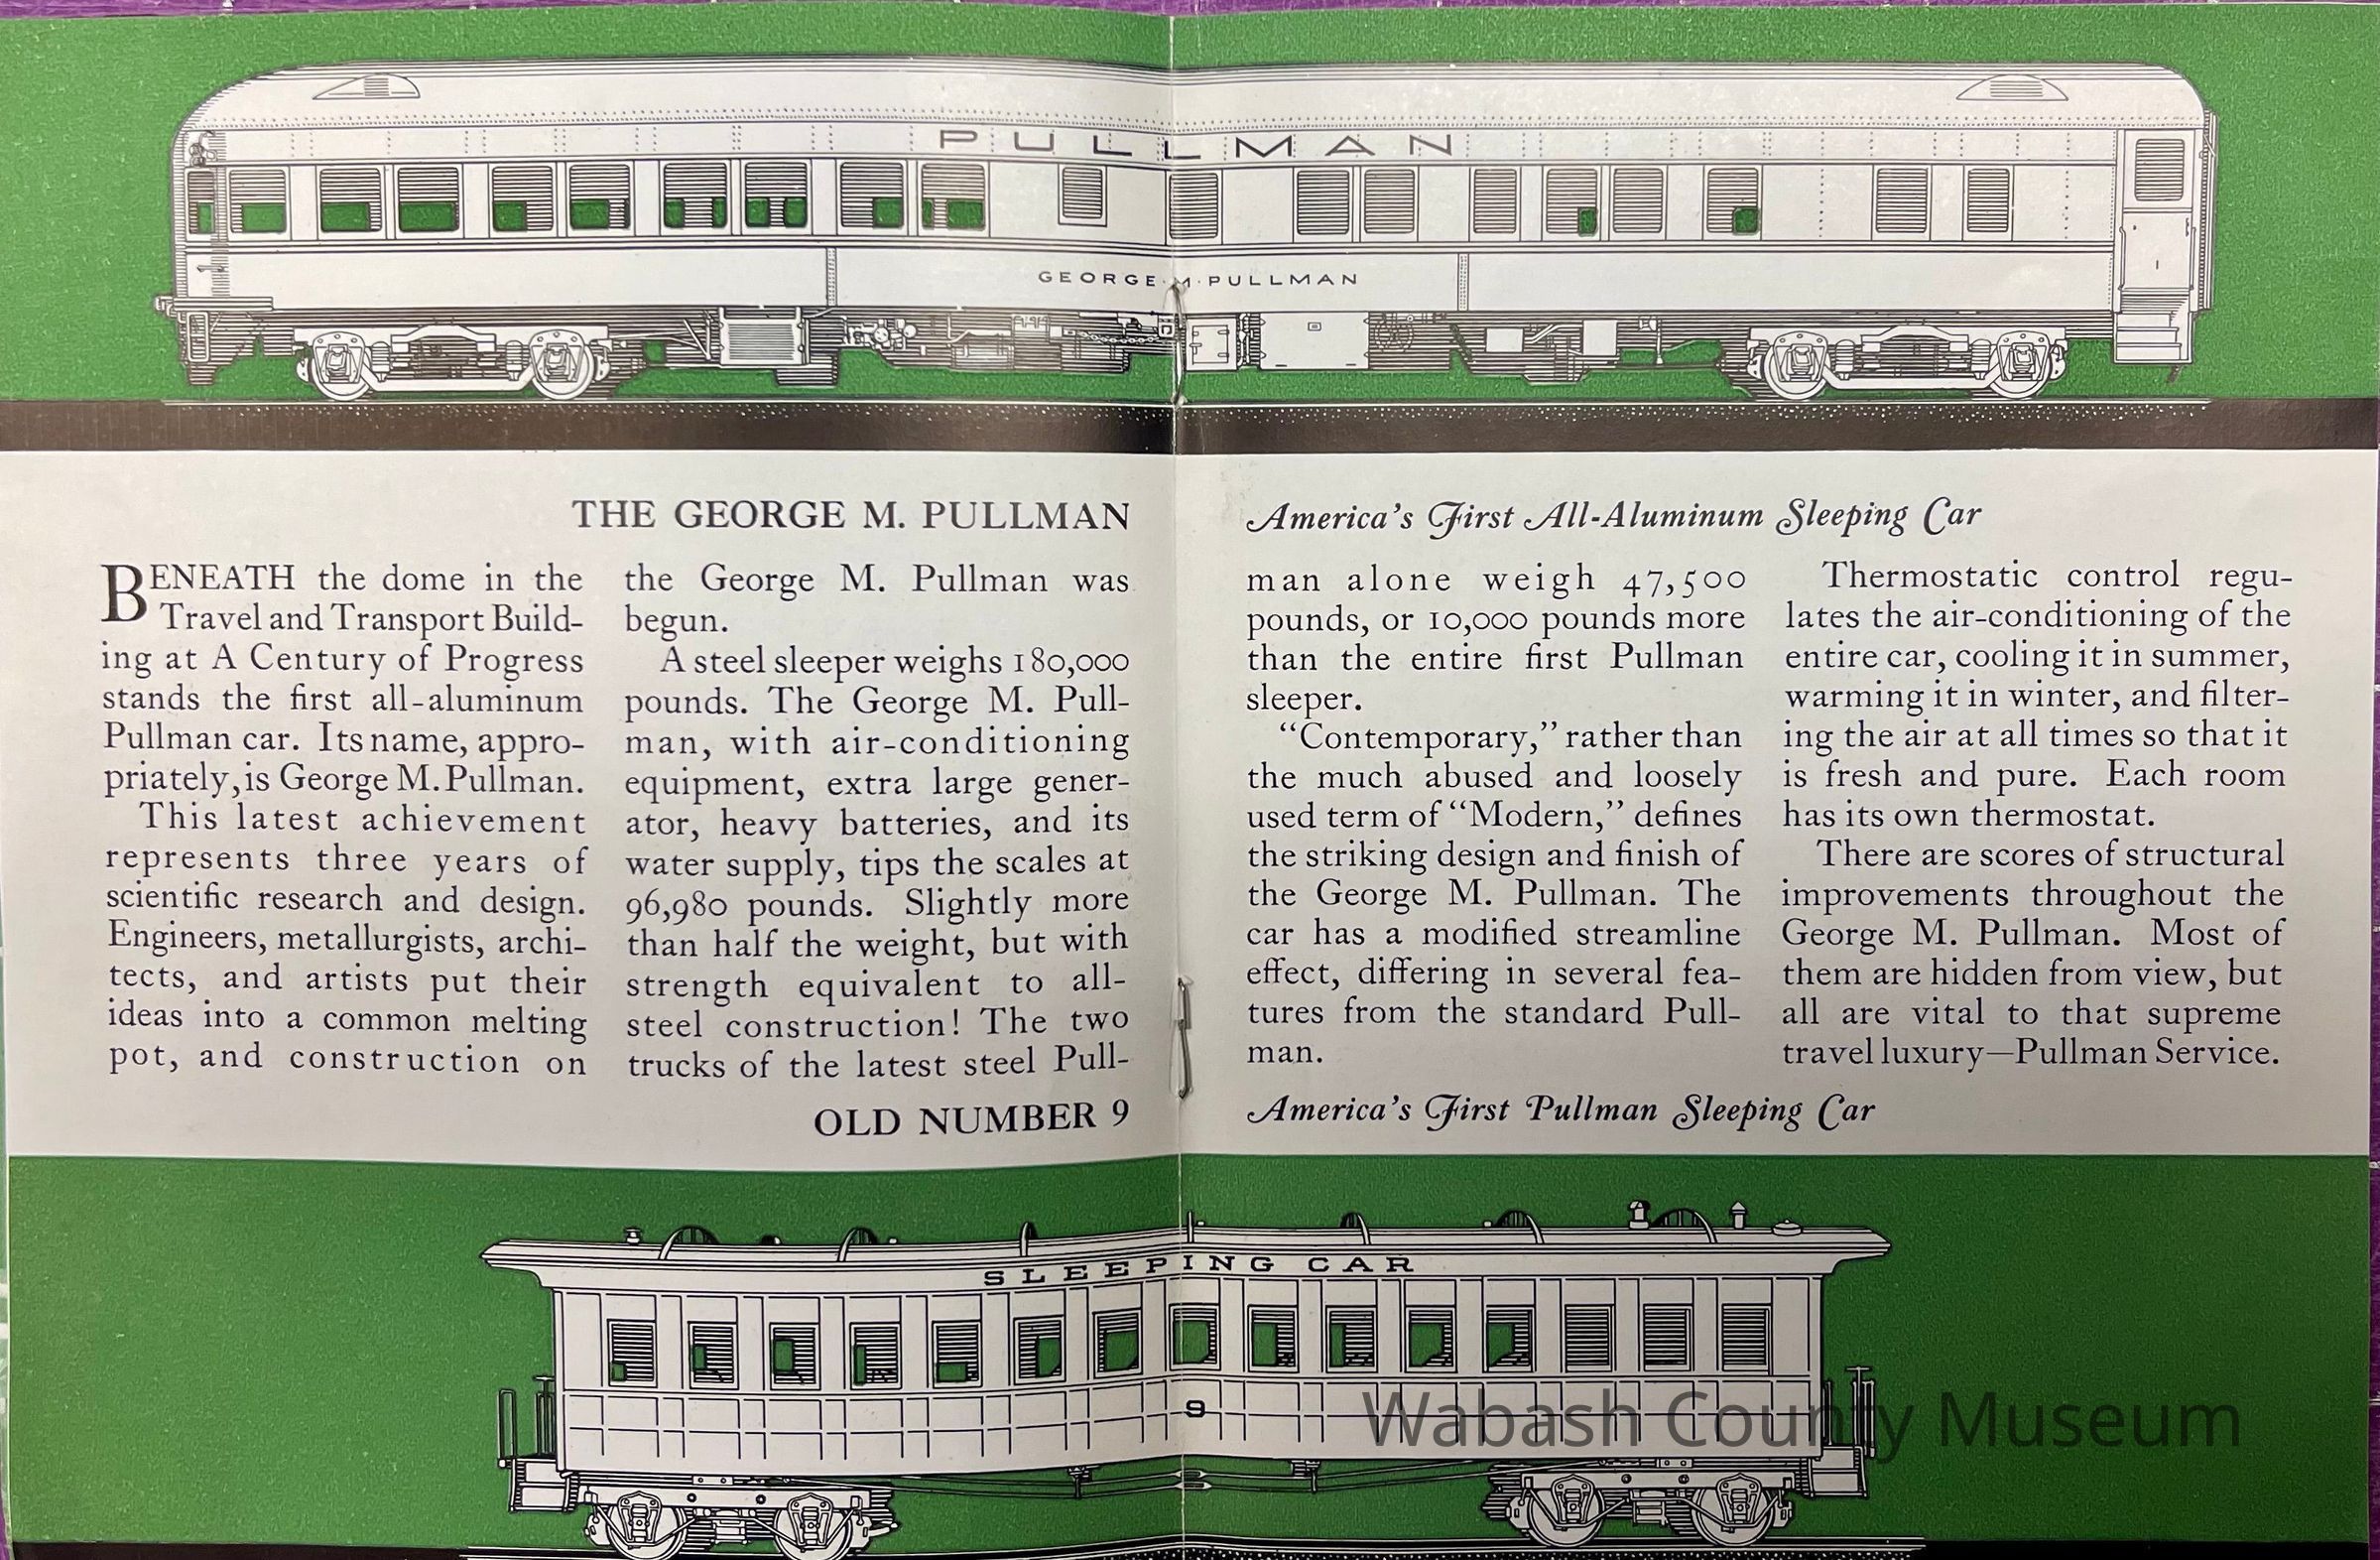 PULLMAN
GEORGE·M·PULLMAN
THE GEORGE M. PULLMAN
BENEATH the dome in the
Travel and Transport Build-
ing at A Century of Progress
stands the first all-aluminum
Pullman car. Its name, appro-
priately, is George M. Pullman.
This latest achievement
represents three years of
scientific research and design.
Engineers, metallurgists, archi-
tects, and artists put their
ideas into a common melting
pot, and construction on
the George M. Pullman was
begun.
A steel sleeper weighs 180,000
pounds. The George M. Pull-
man, with air-conditioning
equipment, extra large gener-
ator, heavy batteries, and its
water supply, tips the scales at
96,980 pounds. Slightly more
than half the weight, but with
strength equivalent to all-
steel construction! The two
trucks of the latest steel Pull-
America's First All-Aluminum Sleeping Car
man alone weigh 47,500
pounds, or 10,000 pounds more
than the entire first Pullman
sleeper.
“Contemporary,” rather than
the much abused and loosely
used term of “Modern,” defines
the striking design and finish of
the George M. Pullman. The
car has a modified streamline
effect, differing in several fea-
tures from the standard Pull-
man.
Thermostatic control regu-
lates the air-conditioning of the
entire car, cooling it in summer,
warming it in winter, and filter-
ing the air at all times so that it
is fresh and pure. Each room
has its own thermostat.
There are scores of structural
improvements throughout the
George M. Pullman. Most of
them are hidden from view, but
all are vital to that supreme
travel luxury—Pullman Service.
OLD NUMBER 9
America's First Pullman Sleeping Car
SLEEPING CAR
9
Wabash County Museum